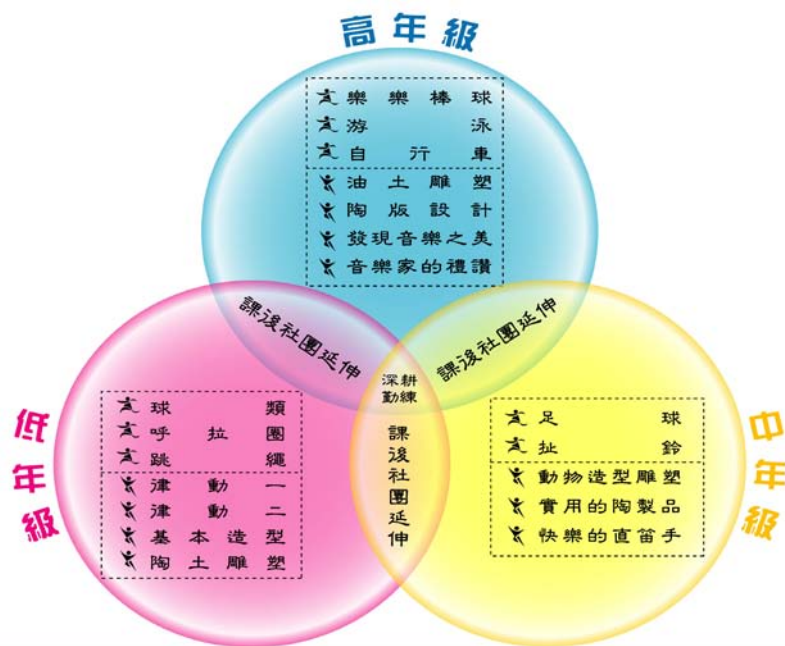 高年級
樂樂棒球
游泳
自行車
油土雕塑
陶版設計
發現音樂之美
音樂家的禮讚
課後社團延伸
課後社團延伸
深耕
勤練
課後社團延伸
低年級
球類
呼拉圈
跳繩
律動一
律動二
基本造型
陶土雕塑
中年級
足球
扯鈴
動物造型雕塑
實用的陶製品
快樂的直笛手